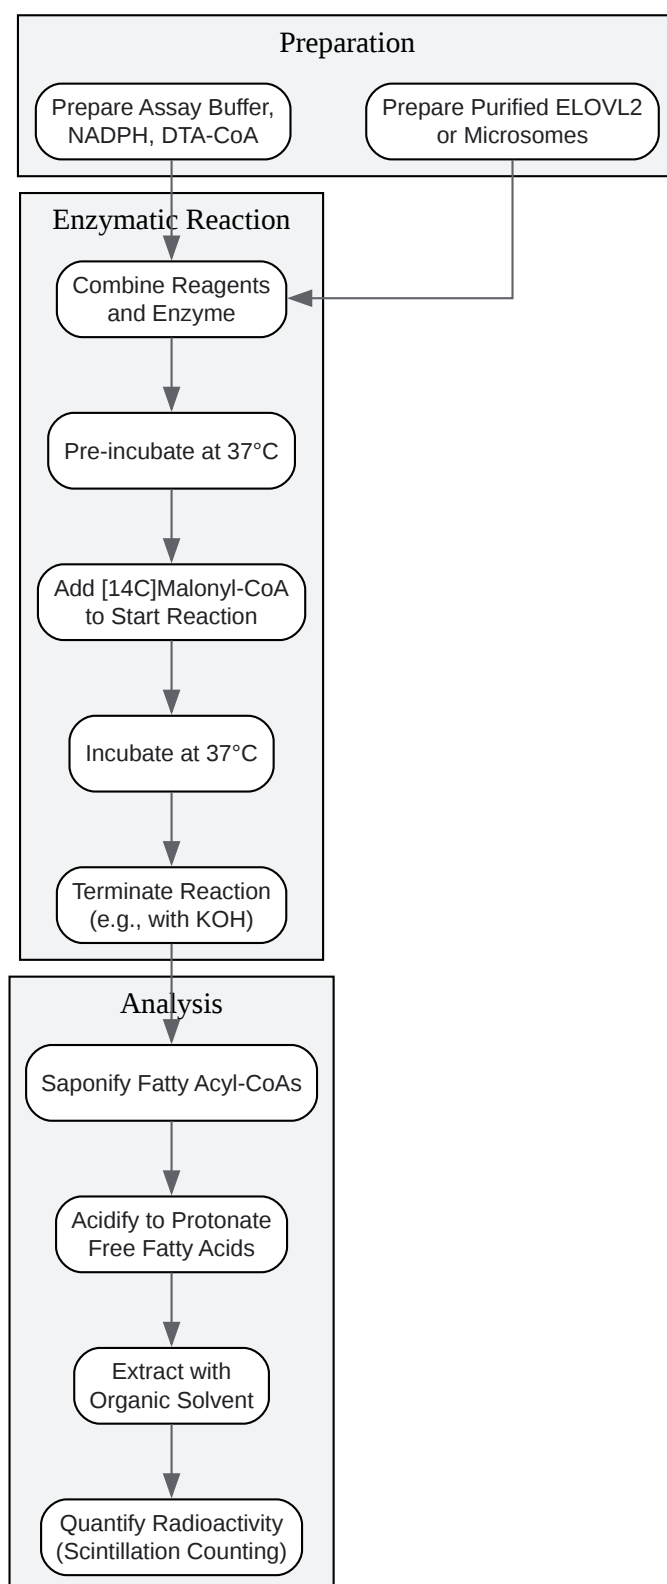 Preparation
Prepare Assay Buffer,
NADPH, DTA-CoA
Prepare Purified ELOVL2
or Microsomes
Enzymatic Reaction
Combine Reagents
and Enzyme
Pre-incubate at 37°C
Add [14C]Malonyl-CoA
to Start Reaction
Incubate at 37°C
Terminate Reaction
(e.g., with KOH)
Analysis
Saponify Fatty Acyl-CoAs
Acidify to Protonate
Free Fatty Acids
Extract with
Organic Solvent
Quantify Radioactivity
(Scintillation Counting)